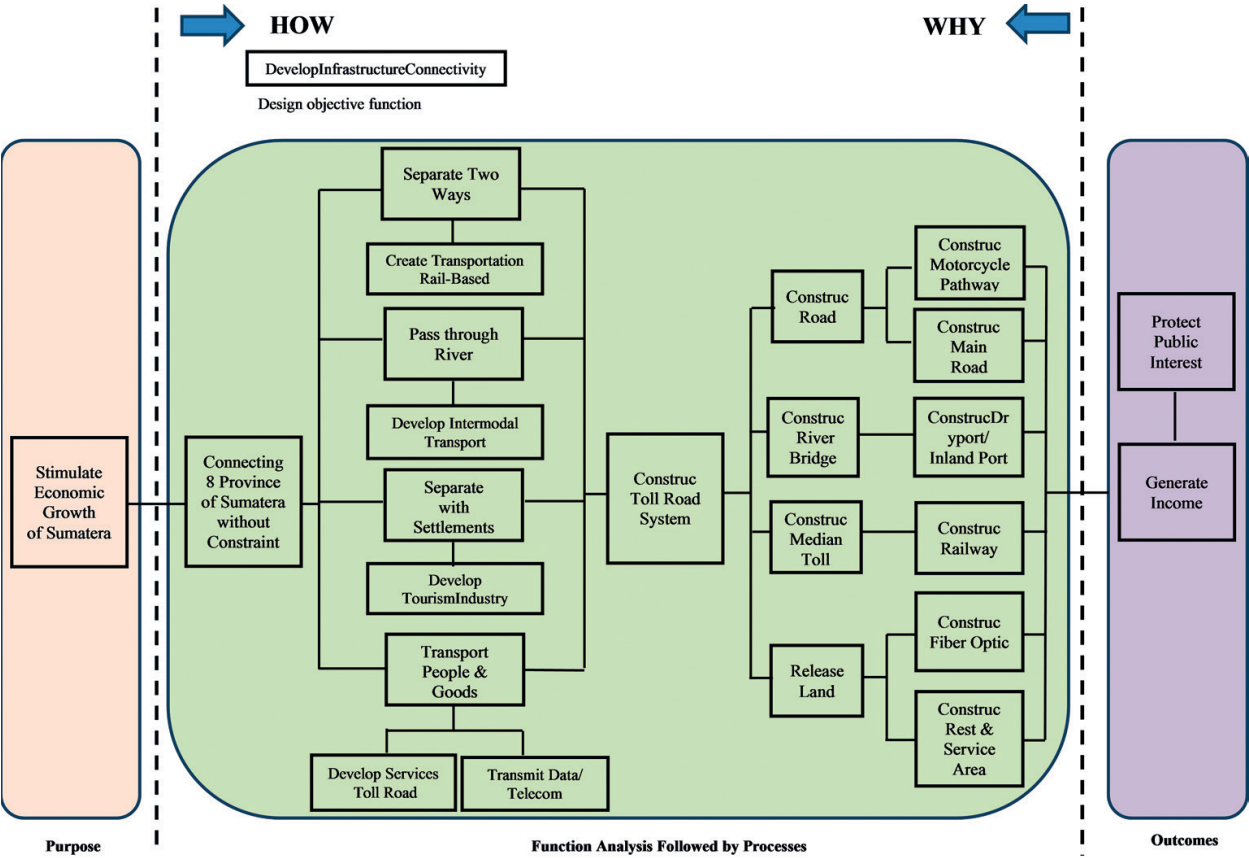 HOW
WHY
DevelopInfrastructureConnectivity
Design objective function
Stimulate
Economic
Growth
of Sumatera
Connecting
8 Province
of Sumatera
without
Constraint
Separate Two
Ways
Create Transportation
Rail-Based
Pass through
River
Develop Intermodal
Transport
Separate
with
Settlements
Develop
TourismIndustry
Transport
People &
Goods
Develop Services
Toll Road
Transmit Data/
Telecom
Construc
Toll Road
System
Construc
Road
Construc
River
Bridge
Construc
Median
Toll
Release
Land
Construc
Motorcycle
Pathway
Construc
Main
Road
ConstrucDr
yport/
Inland Port
Construc
Railway
Construc
Fiber Optic
Construc
Rest &
Service
Area
Protect
Public
Interest
Generate
Income
Purpose
Function Analysis Followed by Processes
Outcomes